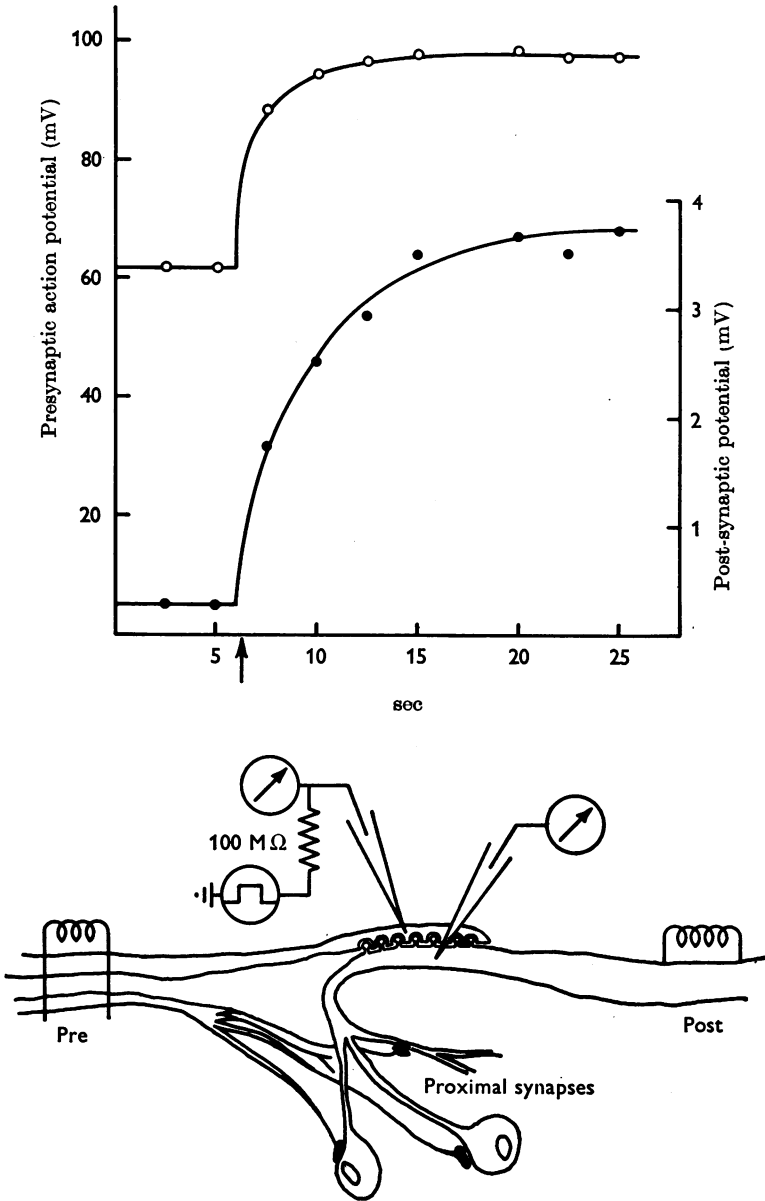 Presynaptic action potential (mV)
100
80
60
40
20
4
3
2
1
Post-synaptic potential (mV)
5
10
15
20
25
sec
100 MΩ
Pre
Post
Proximal synapses